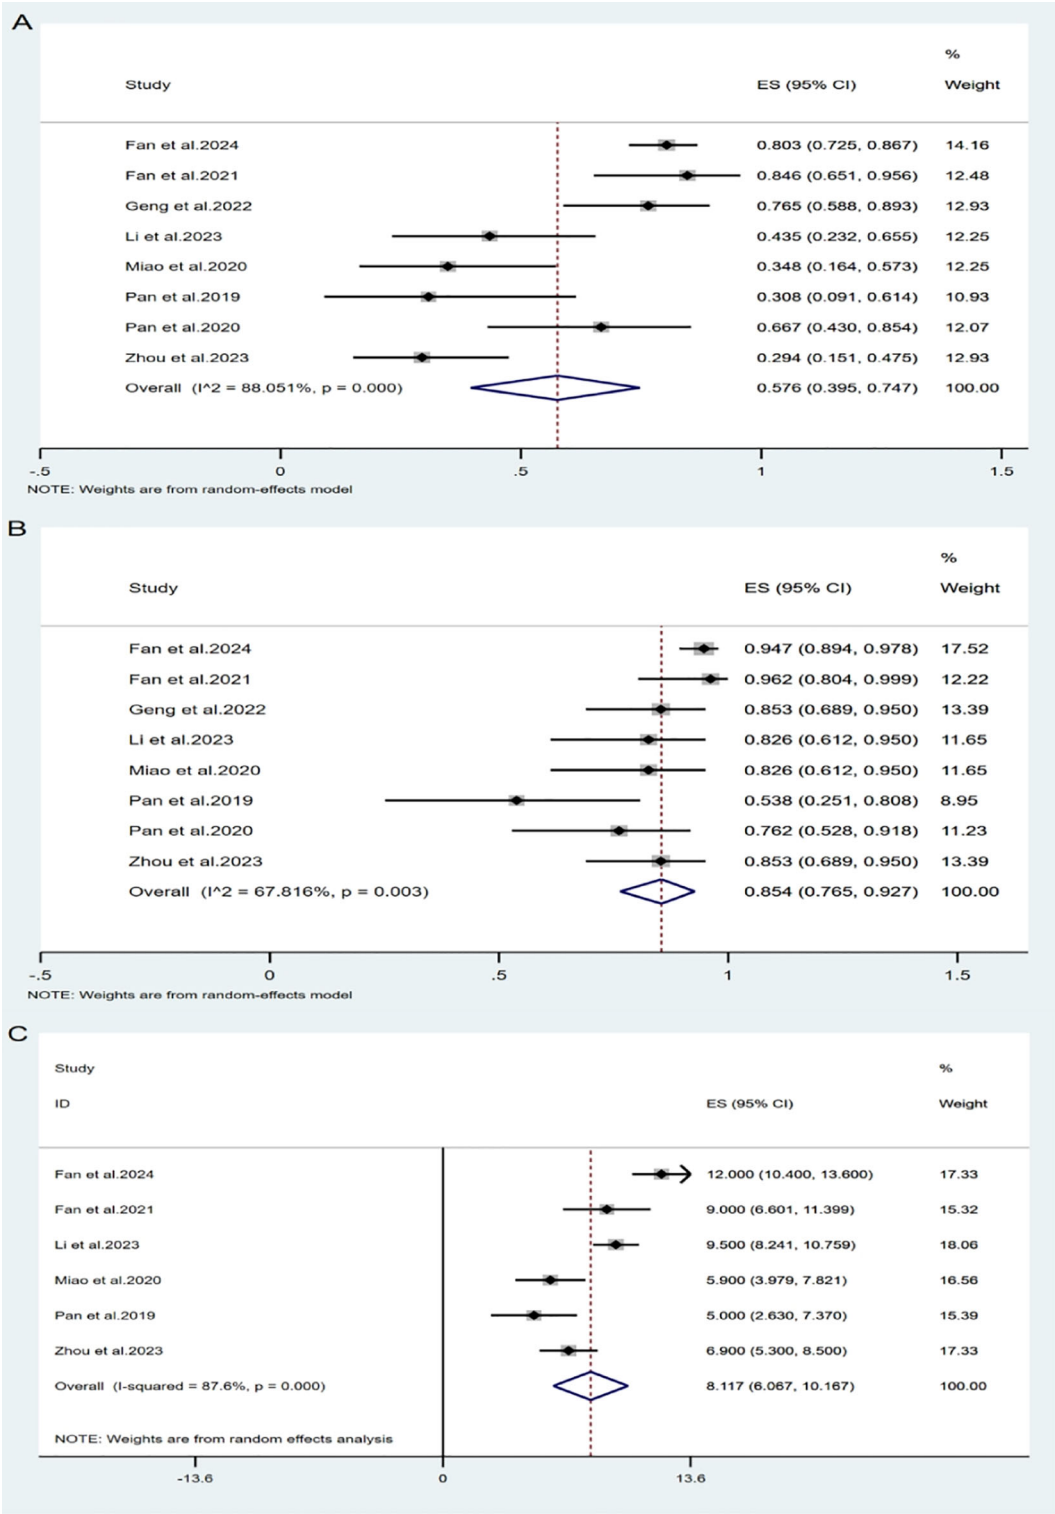 A
%
Study ES (95% CI) Weight
Fan et al.2024 0.803 (0.725, 0.867) 14.16
Fan et al.2021 0.846 (0.651, 0.956) 12.48
Geng et al.2022 0.765 (0.588, 0.893) 12.93
Li et al.2023 0.435 (0.232, 0.655) 12.25
Miao et al.2020 0.348 (0.164, 0.573) 12.25
Pan et al.2019 0.308 (0.091, 0.614) 10.93
Pan et al.2020 0.667 (0.430, 0.854) 12.07
Zhou et al.2023 0.294 (0.151, 0.475) 12.93
Overall (I^2 = 88.051%, p = 0.000) 0.576 (0.395, 0.747) 100.00
-.5 0 .5 1 1.5
NOTE: Weights are from random-effects model
B
%
Study ES (95% CI) Weight
Fan et al.2024 0.947 (0.894, 0.978) 17.52
Fan et al.2021 0.962 (0.804, 0.999) 12.22
Geng et al.2022 0.853 (0.689, 0.950) 13.39
Li et al.2023 0.826 (0.612, 0.950) 11.65
Miao et al.2020 0.826 (0.612, 0.950) 11.65
Pan et al.2019 0.538 (0.251, 0.808) 8.95
Pan et al.2020 0.762 (0.528, 0.918) 11.23
Zhou et al.2023 0.853 (0.689, 0.950) 13.39
Overall (I^2 = 67.816%, p = 0.003) 0.854 (0.765, 0.927) 100.00
-.5 0 .5 1 1.5
NOTE: Weights are from random-effects model
C
Study %
ID ES (95% CI) Weight
Fan et al.2024 12.000 (10.400, 13.600) 17.33
Fan et al.2021 9.000 (6.601, 11.399) 15.32
Li et al.2023 9.500 (8.241, 10.759) 18.06
Miao et al.2020 5.900 (3.979, 7.821) 16.56
Pan et al.2019 5.000 (2.630, 7.370) 15.39
Zhou et al.2023 6.900 (5.300, 8.500) 17.33
Overall (I-squared = 87.6%, p = 0.000) 8.117 (6.067, 10.167) 100.00
NOTE: Weights are from random effects analysis
-13.6 0 13.6